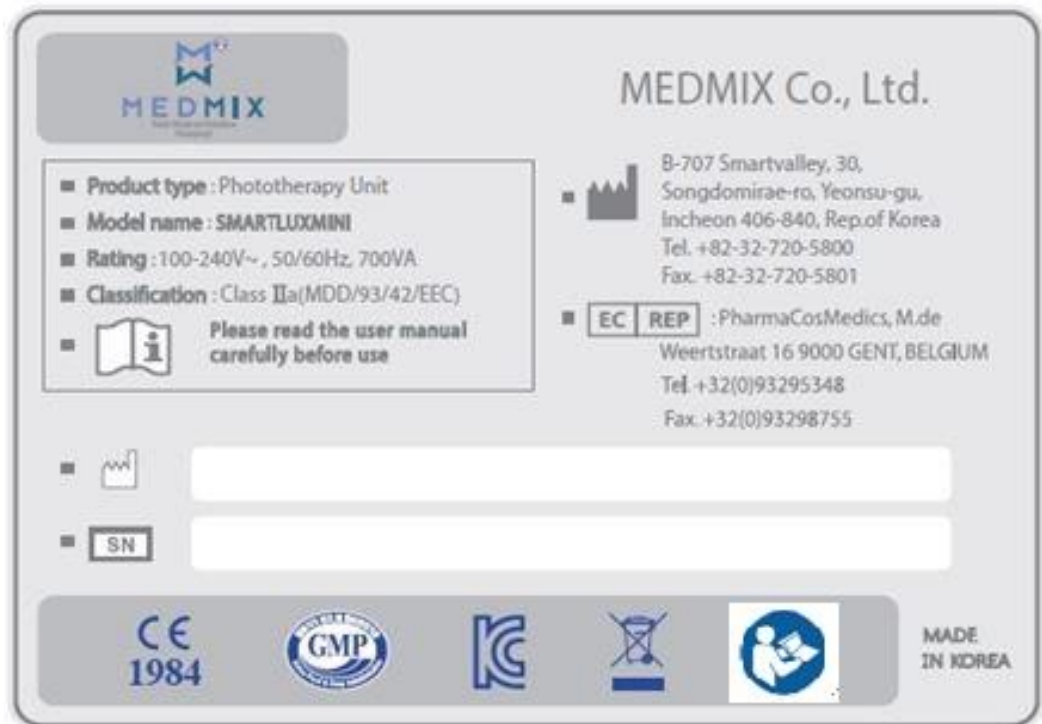 MEDMIX
MEDMIX Co., Ltd.
Product type : Phototherapy Unit
Model name : SMARTLUXMINI
Rating : 100-240V~ , 50/60Hz, 700VA
Classification : Class IIa(MDD/93/42/EEC)
Please read the user manual
carefully before use
B-707 Smartvalley, 30,
Songdomirae-ro, Yeonsu-gu,
Incheon 406-840, Rep.of Korea
Tel. +82-32-720-5800
Fax. +82-32-720-5801
EC REP : PharmaCosMedics, M.de
Weertstraat 16 9000 GENT, BELGIUM
Tel. +32(0)93295348
Fax. +32(0)93298755
SN
CE
1984
GMP
KC
MADE
IN KOREA